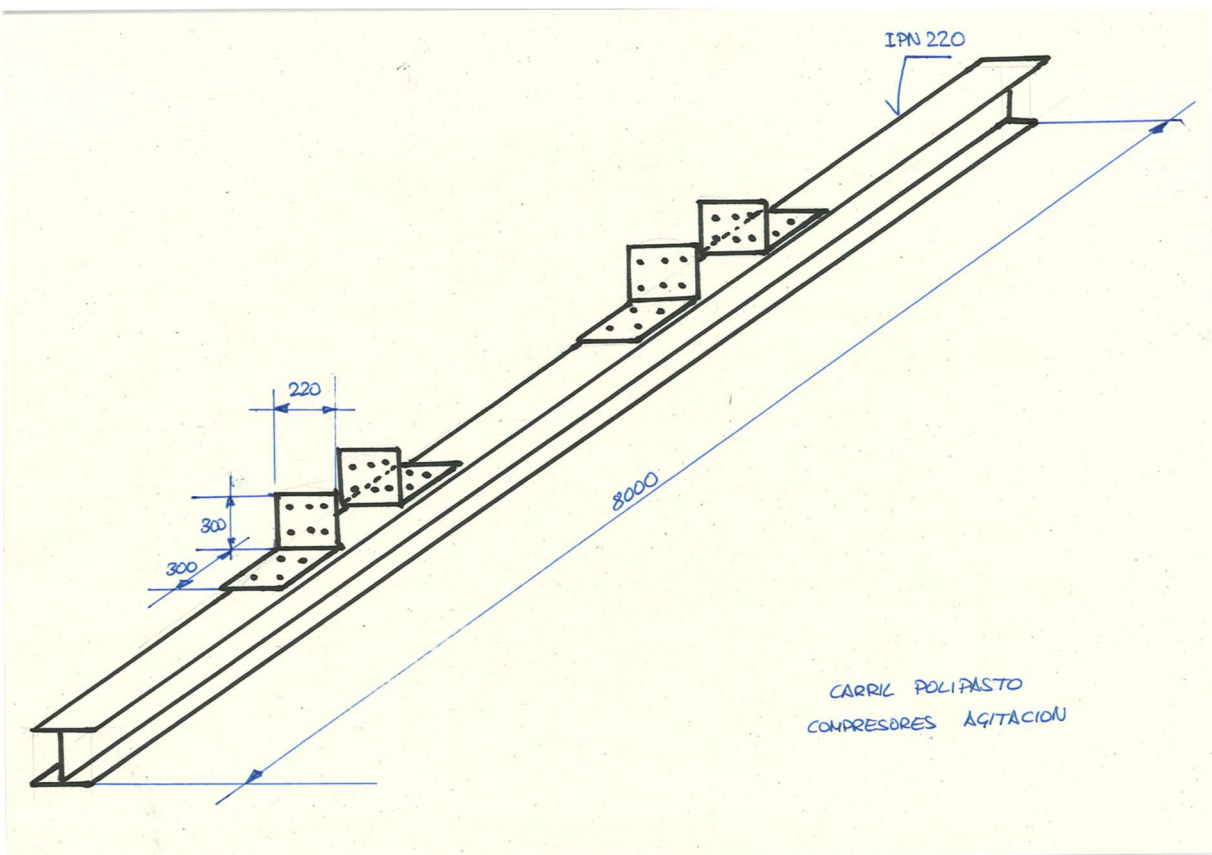 IPN 220
220
300
300
8000
CARRIL POLIPASTO
COMPRESORES AGITACION